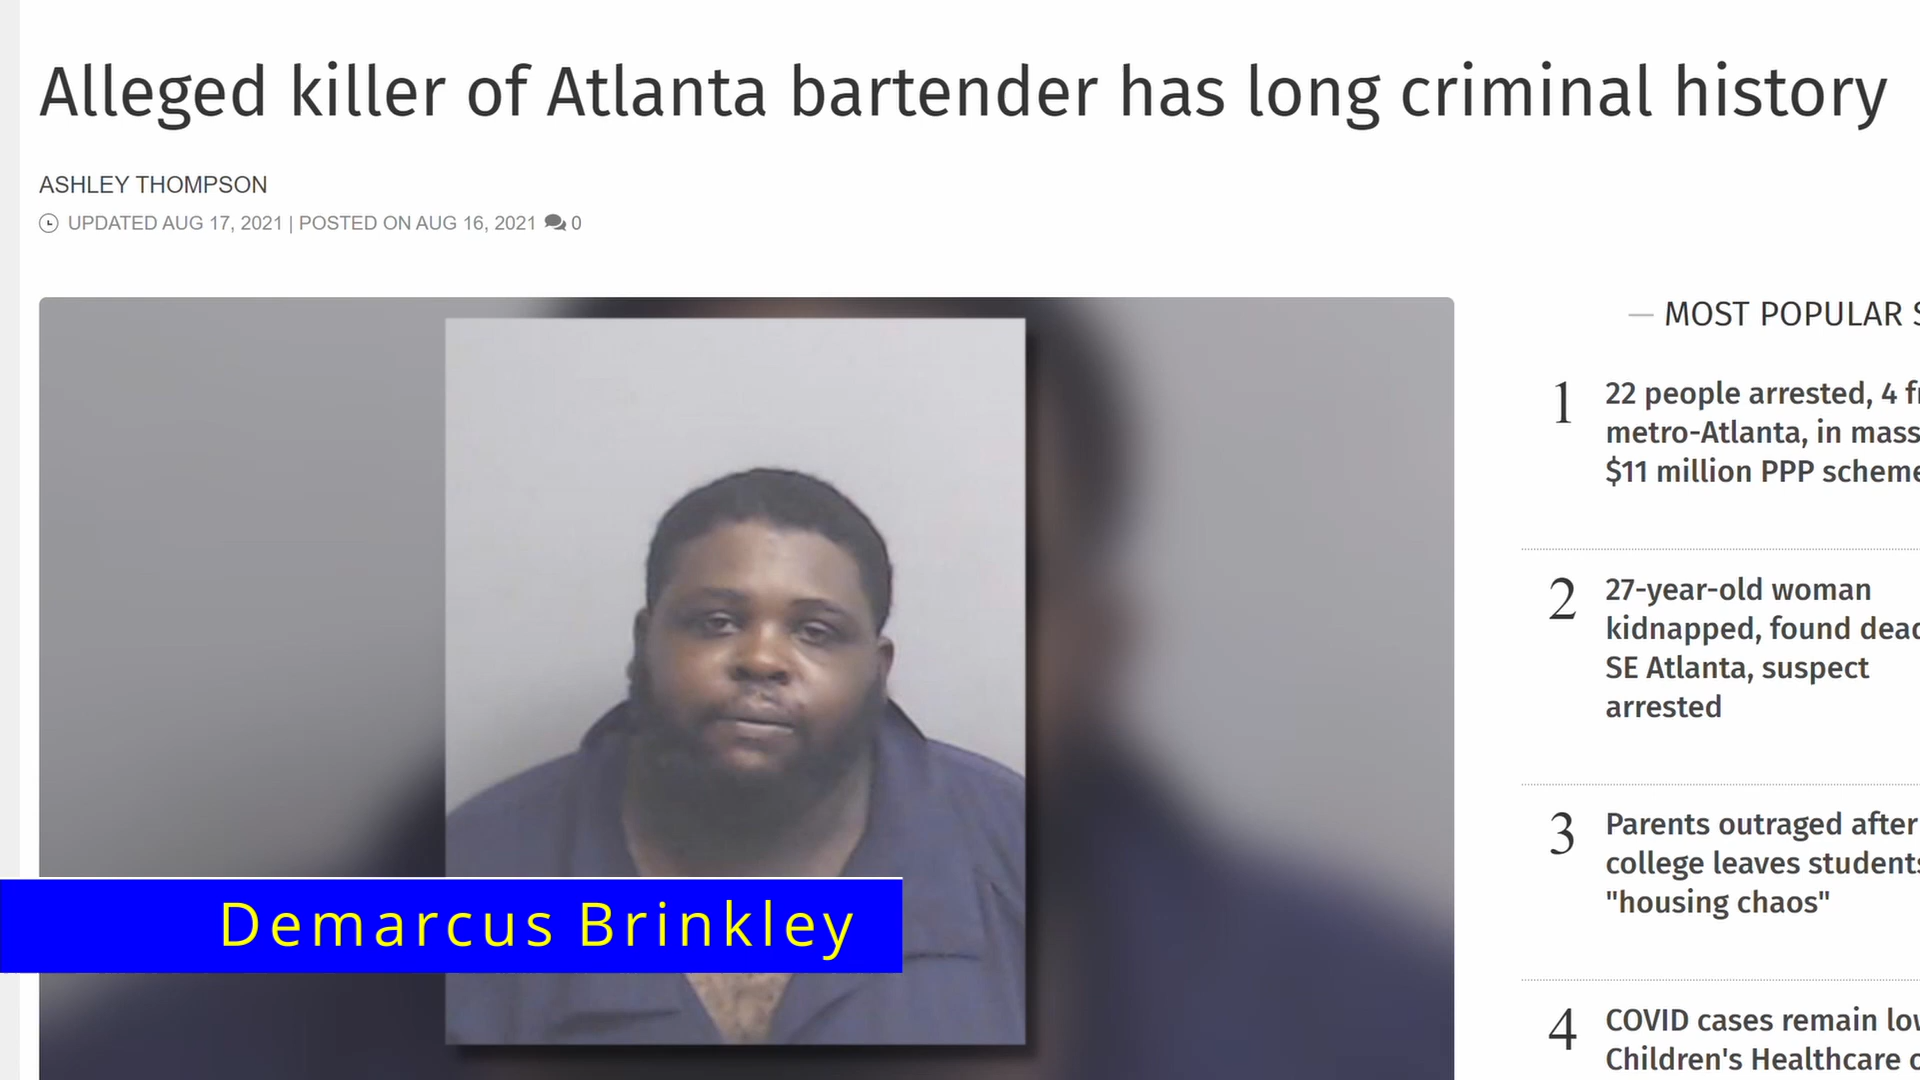 Alleged killer of Atlanta bartender has long criminal history
ASHLEY THOMPSON
UPDATED AUG 17, 2021 | POSTED ON AUG 16, 2021 0
MOST POPULAR
1
22 people arrested, 4
metro-Atlanta, in
$11 million PPP scheme
2
27-year-old woman
kidnapped, found dead
SE Atlanta, suspect
arrested
3
Parents outraged after
college leaves students
"housing chaos"
4
COVID cases remain
Children's Healthcare
Demarcus Brinkley